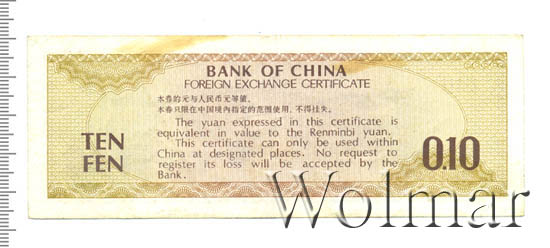 BANK OF CHINA
FOREIGN EXCHANGE CERTIFICATE
本券的元与人民币元等值。
本券只限在中国境内指定的范围使用,不得挂失。
The yuan expressed in this certificate is
equivalent in value to the Renminbi yuan.
This certificate can only be used within
China at designated places. No request to
register its loss will be accepted by the
Bank.
TEN
FEN
0.10
Wolmar